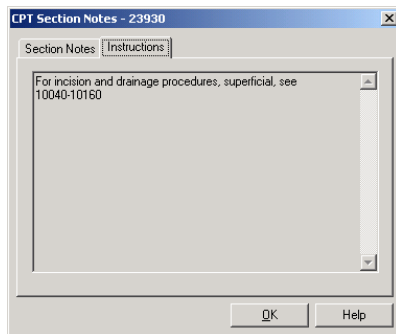 CPT Section Notes - 23930
Section Notes
Instructions
For incision and drainage procedures, superficial, see
10040-10160
OK
Help